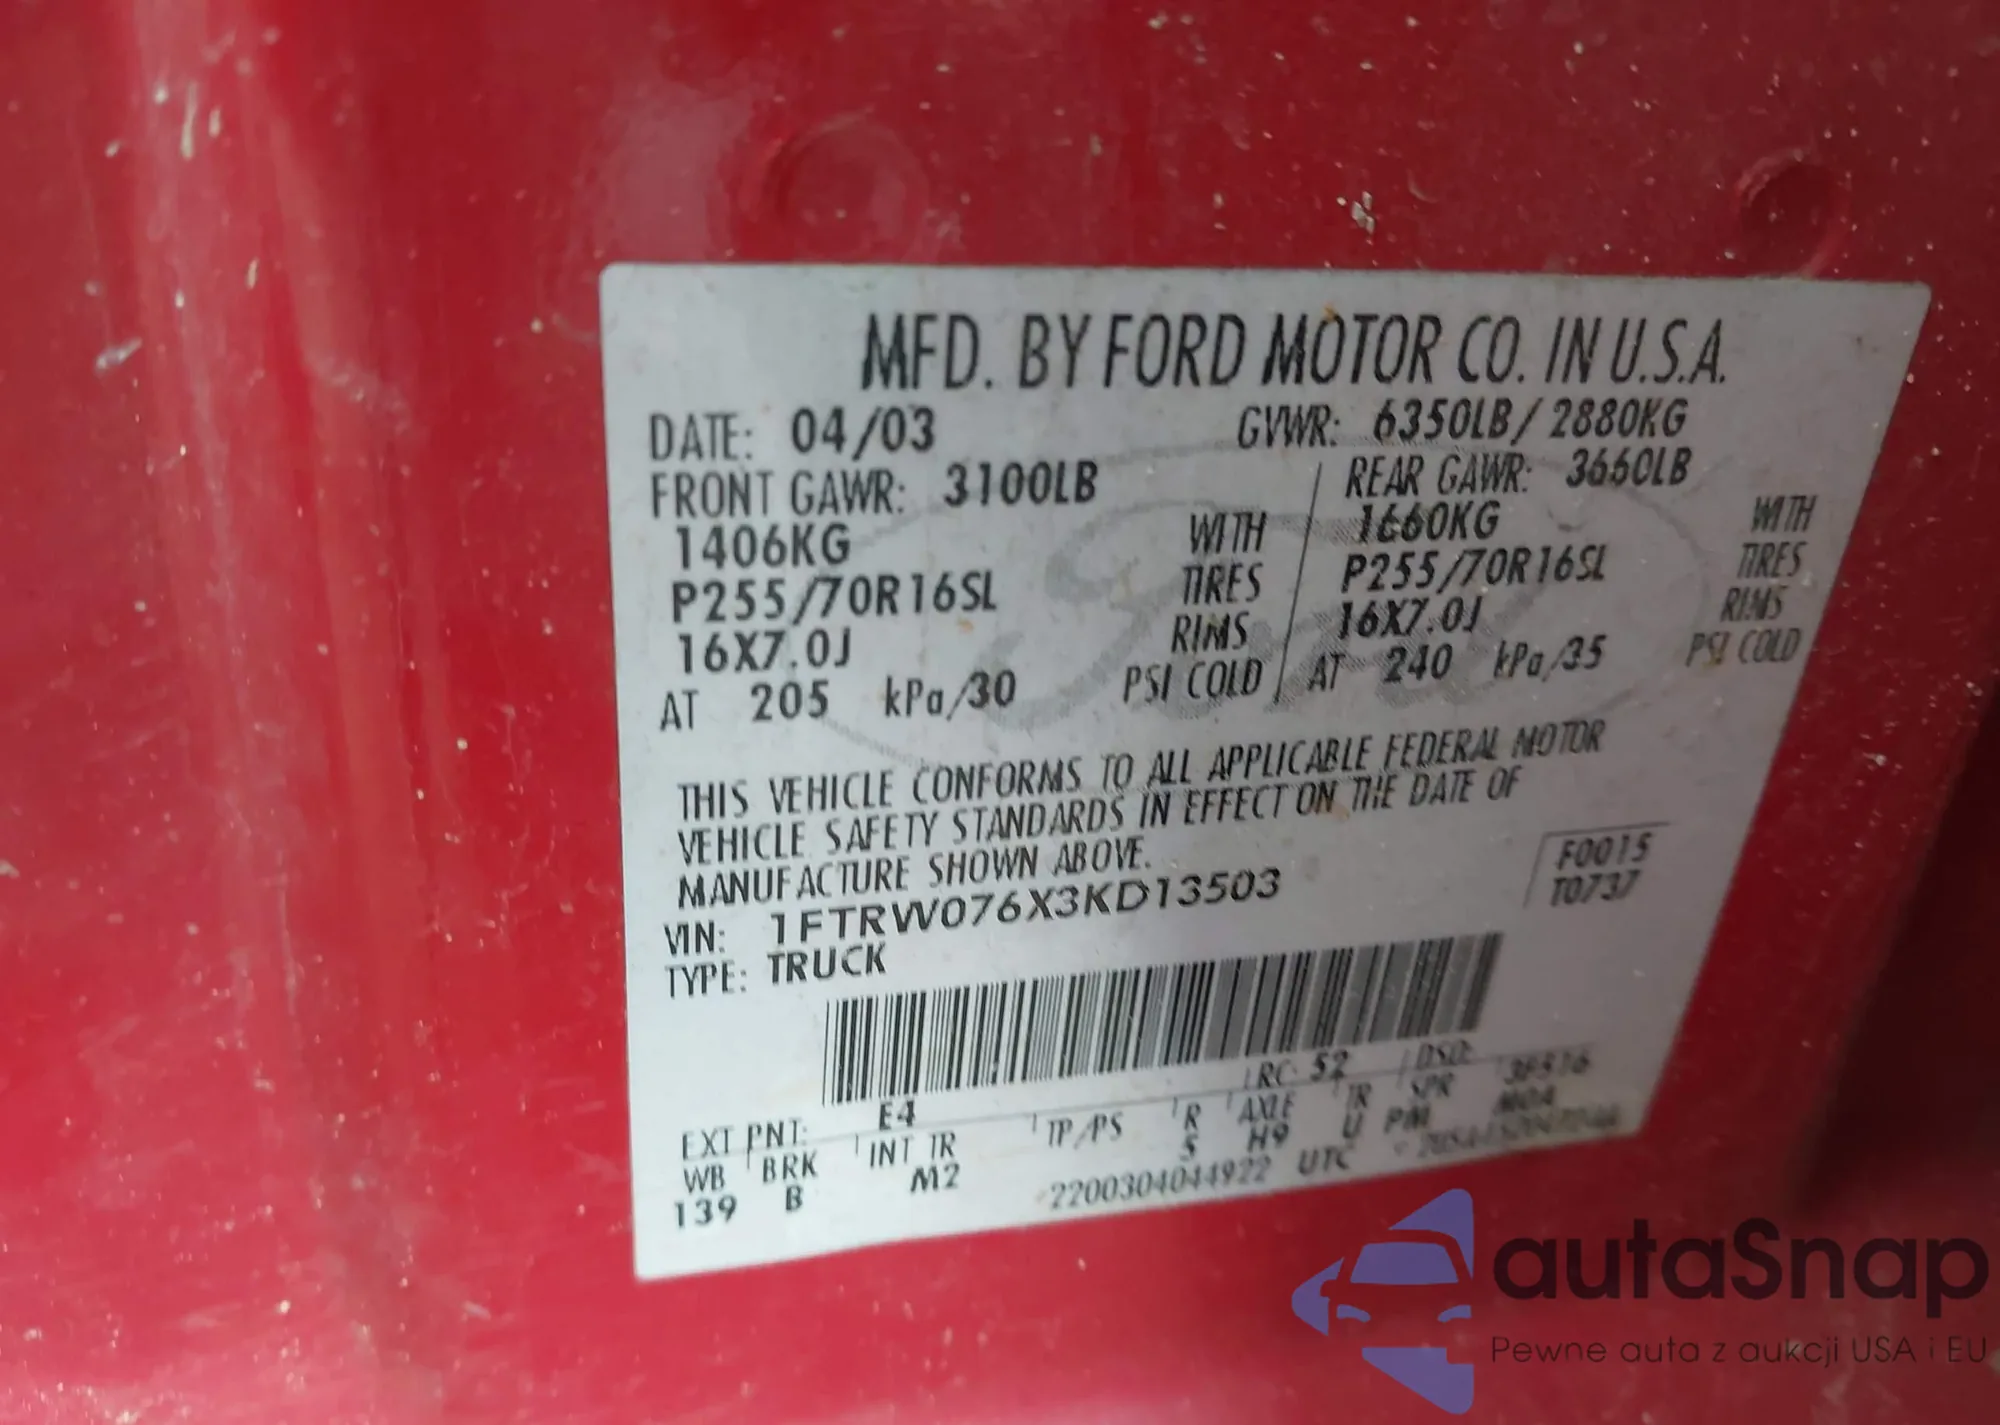 MFD. BY FORD MOTOR CO. IN U.S.A.
DATE: 04/03 GVWR: 6350LB/ 2880KG
FRONT GAWR: 3100LB REAR GAWR: 3660LB
1406KG WITH 1660KG WITH
P255/70R16SL TIRES P255/70R16SL TIRES
16X7.0J RIMS 16X7.0J RIMS
AT 205 kPa/30 PSI COLD AT 240 kPa/35 PSI COLD
THIS VEHICLE CONFORMS TO ALL APPLICABLE FEDERAL MOTOR
VEHICLE SAFETY STANDARDS IN EFFECT ON THE DATE OF
MANUFACTURE SHOWN ABOVE.
F0015
VIN: 1FTRW076X3KD13503 T0737
TYPE: TRUCK
EXT PNT: E4 RC: 52 DSO:
WB BRK INT TR TP/PS R AXLE TR SPR
139 B M2 5 H9 U PM M04
2200304044922 UTC
Ford
autaSnap
Pewne auta z aukcji USA i EU